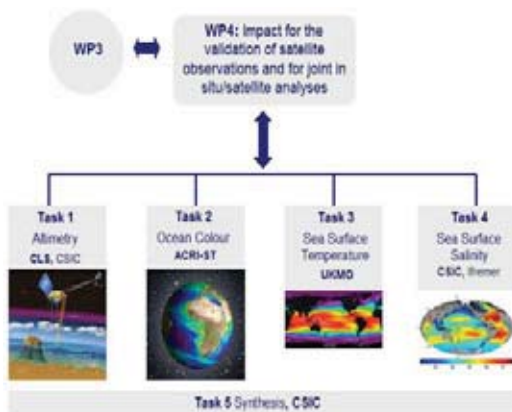 WP3
WP4: Impact for the
validation of satellite
observations and for joint in
situ/satellite analyses
Task 1
Altimetry
CLS, CSIC
Task 2
Ocean Colour
ACRI-ST
Task 3
Sea Surface
Temperature
UKMO
Task 4
Sea Surface
Salinity
CSIC, Ifremer
Task 5 Synthesis, CSIC